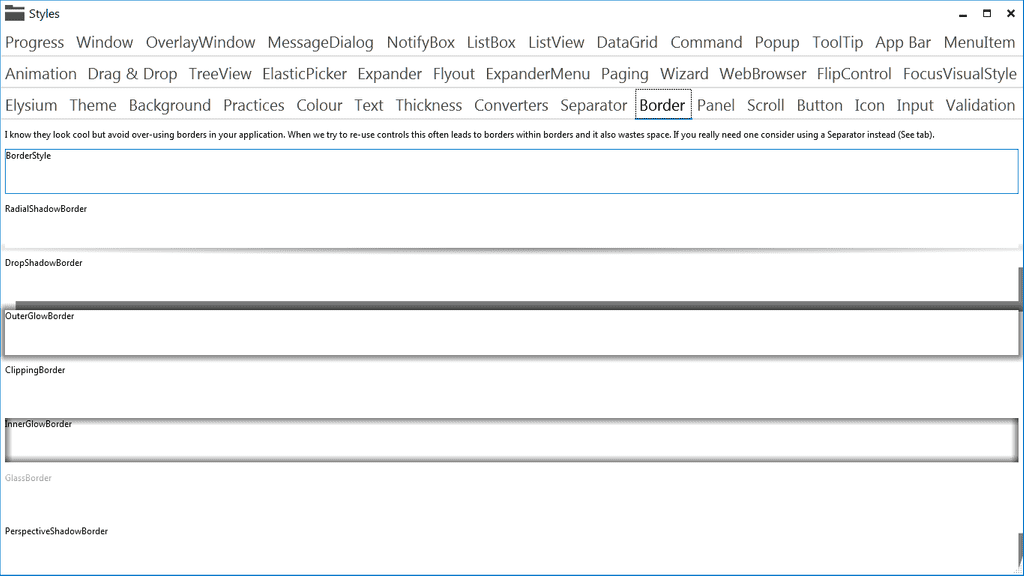 Styles
Progress Window OverlayWindow MessageDialog NotifyBox ListBox ListView DataGrid Command Popup ToolTip App Bar MenuItem
Animation Drag & Drop TreeView ElasticPicker Expander Flyout ExpanderMenu Paging Wizard WebBrowser FlipControl FocusVisualStyle
Elysium Theme Background Practices Colour Text Thickness Converters Separator Border Panel Scroll Button Icon Input Validation
I know they look cool but avoid over-using borders in your application. When we try to re-use controls this often leads to borders within borders and it also wastes space. If you really need one consider using a Separator instead (See tab).
BorderStyle
RadialShadowBorder
DropShadowBorder
OuterGlowBorder
ClippingBorder
InnerGlowBorder
GlassBorder
PerspectiveShadowBorder